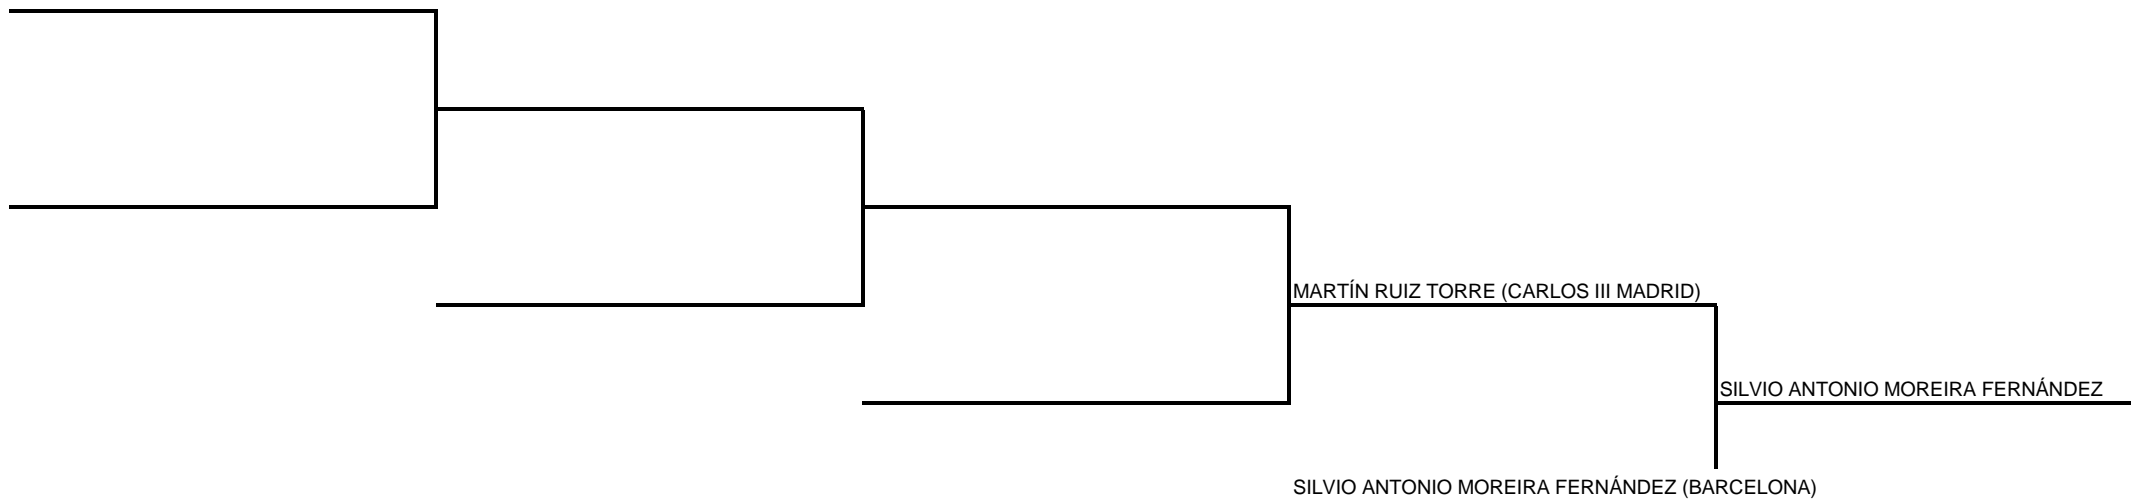 MARTÍN RUIZ TORRE (CARLOS III MADRID)
SILVIO ANTONIO MOREIRA FERNÁNDEZ
SILVIO ANTONIO MOREIRA FERNÁNDEZ (BARCELONA)